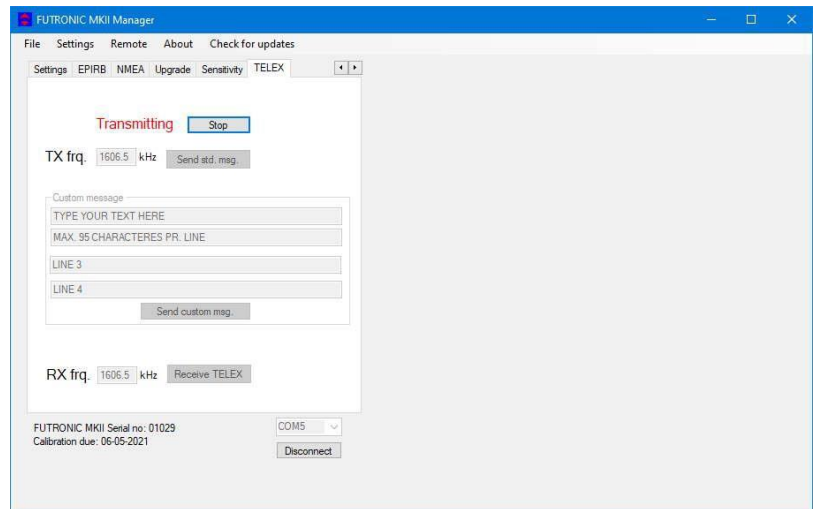 FUTRONIC MKII Manager
File Settings Remote About Check for updates
Settings EPIRB NMEA Upgrade Sensitivity TELEX
Transmitting Stop
TX frq. 1606.5 kHz Send std. msg.
Custom message
TYPE YOUR TEXT HERE
MAX. 95 CHARACTERES PR. LINE
LINE 3
LINE 4
Send custom msg.
RX frq. 1606.5 kHz Receive TELEX
FUTRONIC MKII Serial no: 01029 COM5
Calibration due: 06-05-2021
Disconnect